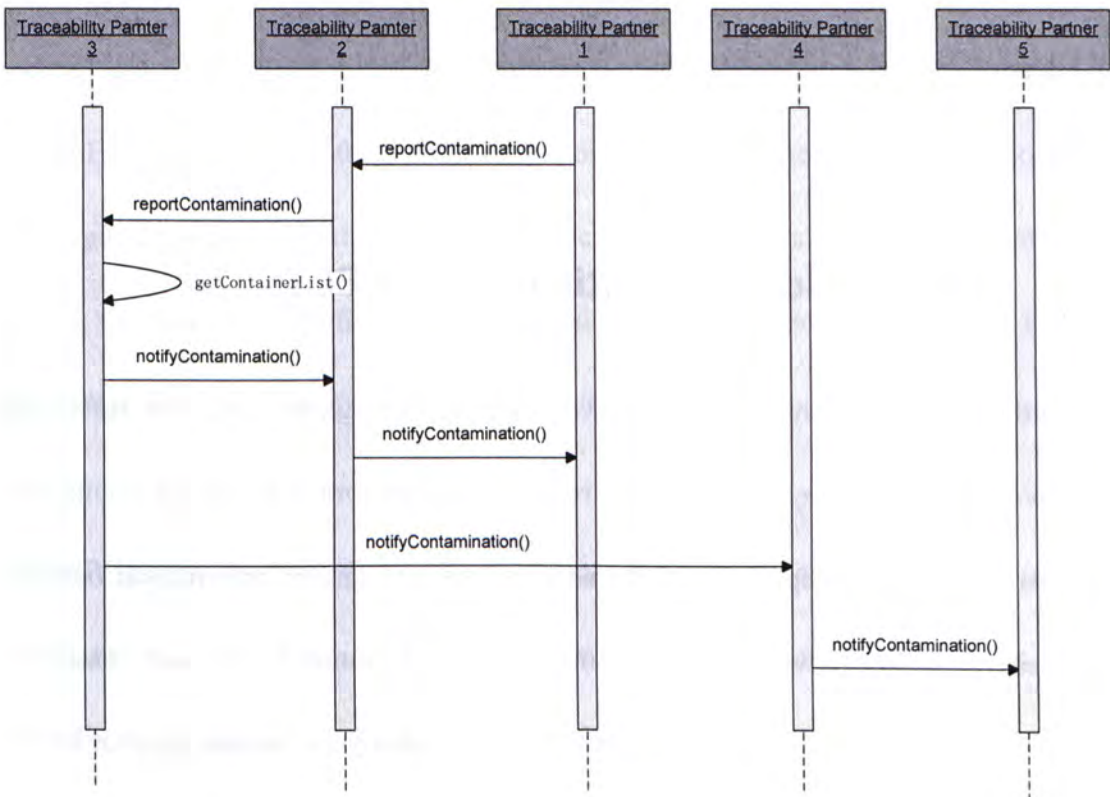 Traceability Pamter
3
Traceability Pamter
2
Traceability Partner
1
Traceability Partner
4
Traceability Partner
5
reportContamination()
reportContamination()
getContainerList()
notifyContamination()
notifyContamination()
notifyContamination()
notifyContamination()